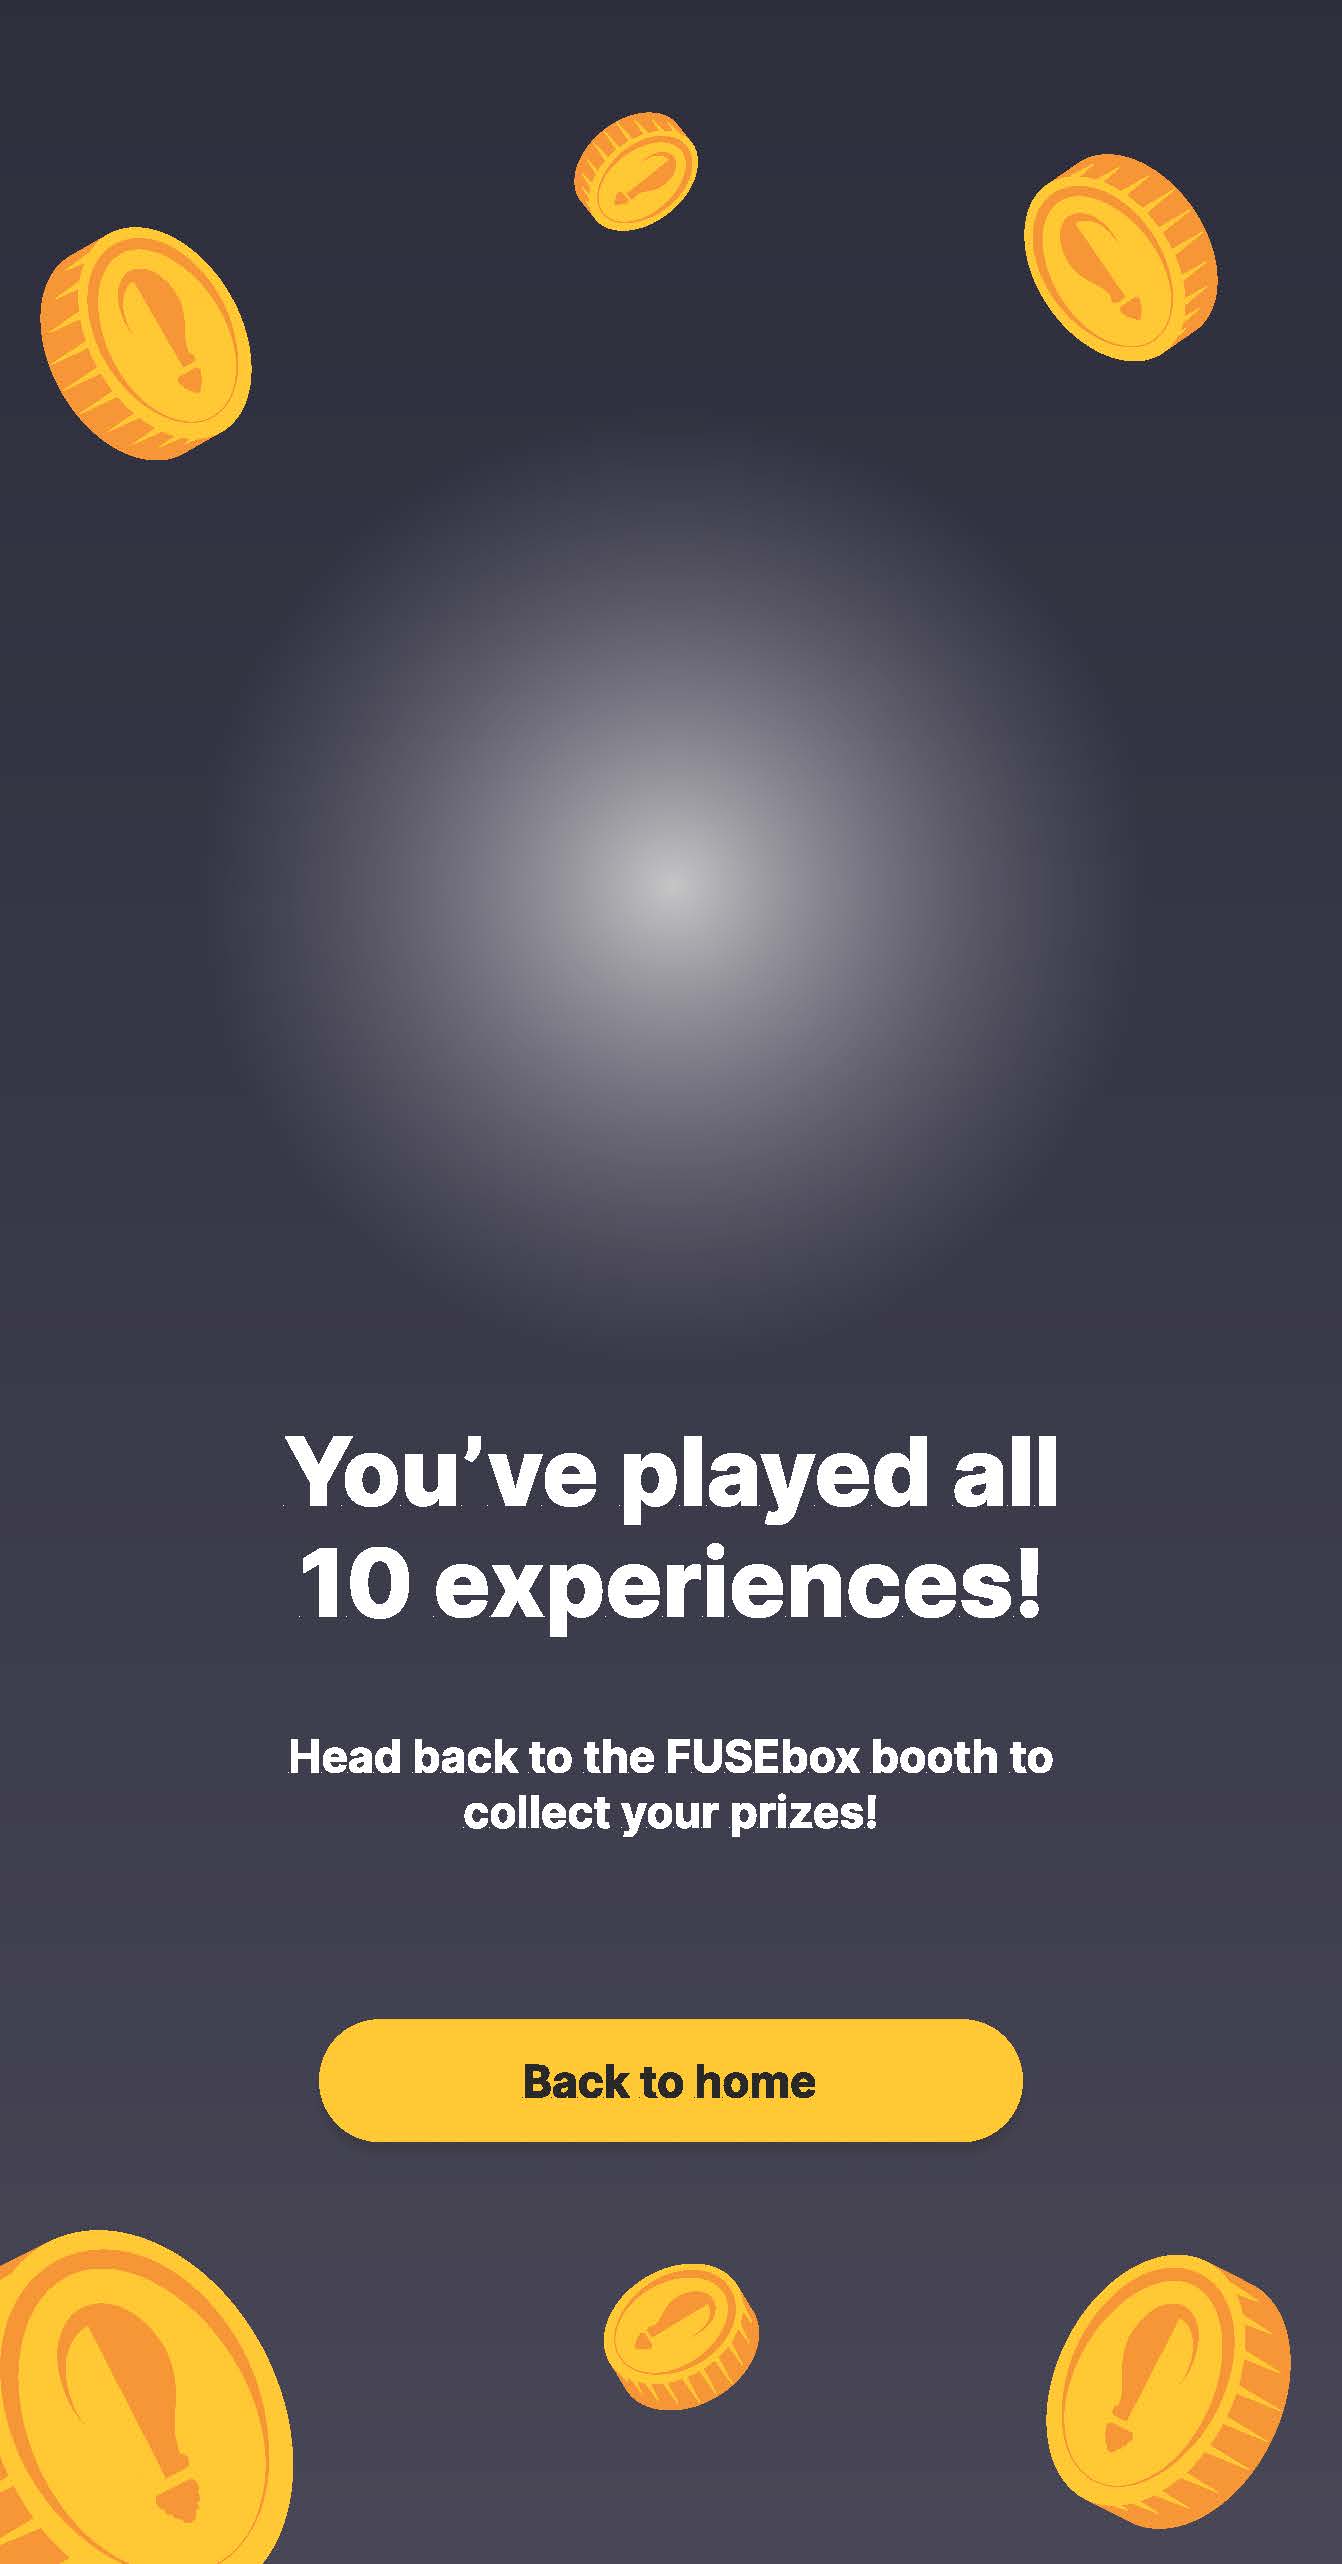 You’ve played all
10 experiences!
Head back to the FUSEbox booth to
collect your prizes!
Back to home